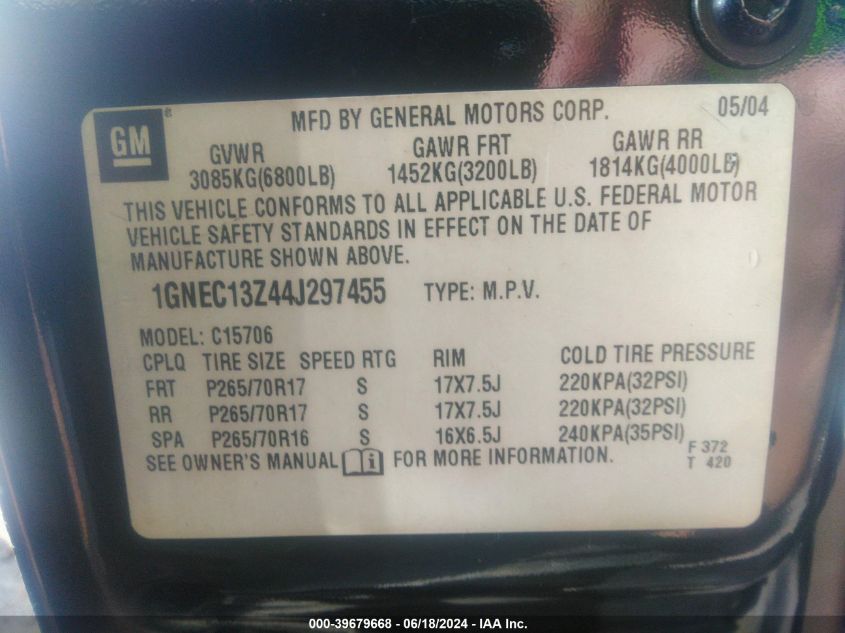 GM ®
MFD BY GENERAL MOTORS CORP. 05/04
GVWR GAWR FRT GAWR RR
3085KG(6800LB) 1452KG(3200LB) 1814KG(4000LB)
THIS VEHICLE CONFORMS TO ALL APPLICABLE U.S. FEDERAL MOTOR
VEHICLE SAFETY STANDARDS IN EFFECT ON THE DATE OF
MANUFACTURE SHOWN ABOVE.
1GNEC13Z44J297455 TYPE: M.P.V.
MODEL: C15706
CPLQ TIRE SIZE SPEED RTG RIM COLD TIRE PRESSURE
FRT P265/70R17 S 17X7.5J 220KPA(32PSI)
RR P265/70R17 S 17X7.5J 220KPA(32PSI)
SPA P265/70R16 S 16X6.5J 240KPA(35PSI)
SEE OWNER'S MANUAL i FOR MORE INFORMATION.
F 372
T 420
000-39679668 - 06/18/2024 - IAA Inc.